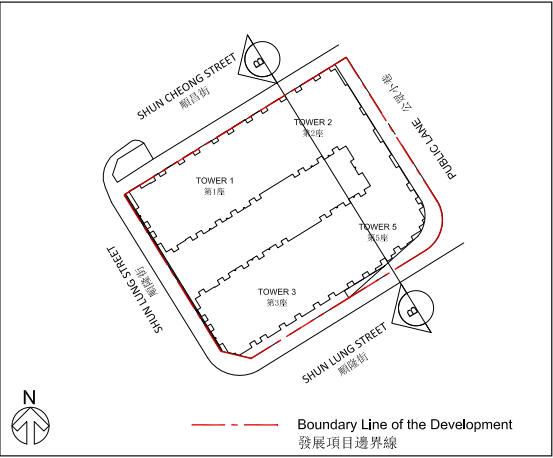 SHUN CHEONG STREET
順昌街
B
TOWER 2
第2座
PUBLIC LANE 公眾小巷
TOWER 1
第1座
SHUN LUNG STREET
順隆街
TOWER 5
第5座
TOWER 3
第3座
B
SHUN LUNG STREET
順隆街
N
Boundary Line of the Development
發展項目邊界線